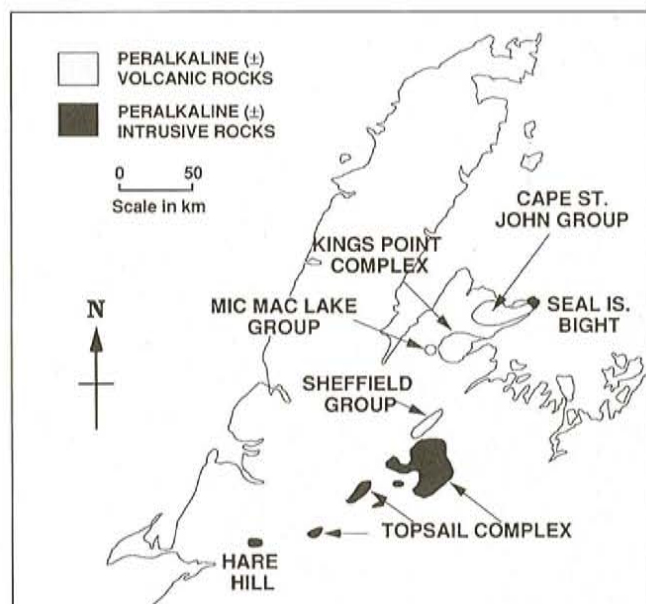 PERALKALINE (±)
VOLCANIC ROCKS
PERALKALINE (±)
INTRUSIVE ROCKS
0 50
Scale in km
CAPE ST.
JOHN GROUP
KINGS POINT
COMPLEX
MIC MAC LAKE
GROUP
SEAL IS.
BIGHT
N
SHEFFIELD
GROUP
TOPSAIL COMPLEX
HARE
HILL